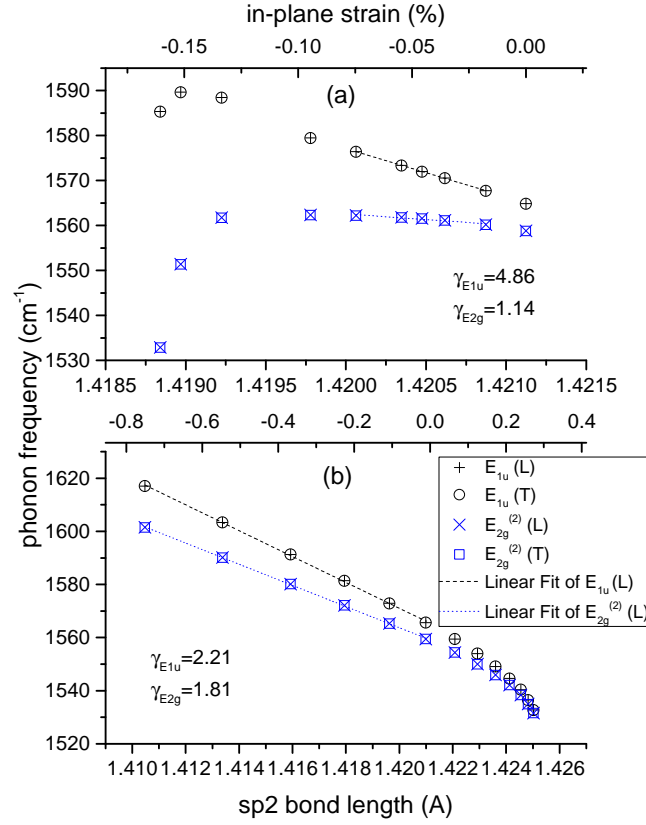 in-plane strain (%)
-0.15 -0.10 -0.05 0.00
(a)
1590
1580
1570
1560
1550
1540
1530
γE1u=4.86
γE2g=1.14
1.4185 1.4190 1.4195 1.4200 1.4205 1.4210 1.4215
phonon frequency (cm-1)
-0.8 -0.6 -0.4 -0.2 0.0 0.2 0.4
(b)
1620
1600
1580
1560
1540
1520
E1u (L)
E1u (T)
E2g(2) (L)
E2g(2) (T)
Linear Fit of E1u (L)
Linear Fit of E2g(2) (L)
γE1u=2.21
γE2g=1.81
1.410 1.412 1.414 1.416 1.418 1.420 1.422 1.424 1.426
sp2 bond length (A)